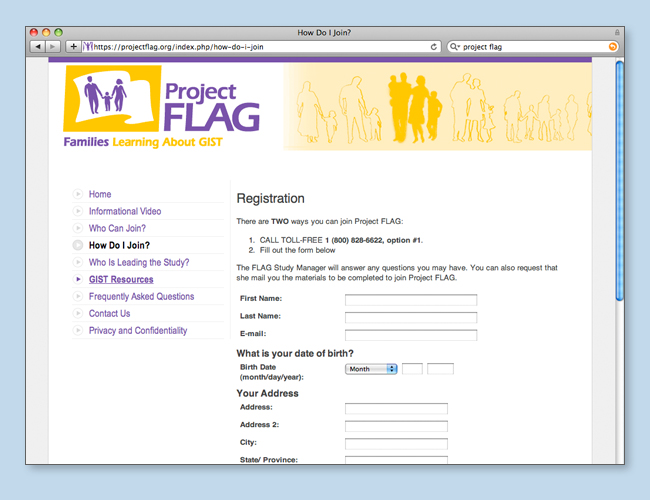 How Do I Join?
https://projectflag.org/index.php/how-do-i-join
project flag
Project
FLAG
Families Learning About GIST
Home
Informational Video
Who Can Join?
How Do I Join?
Who Is Leading the Study?
GIST Resources
Frequently Asked Questions
Contact Us
Privacy and Confidentiality
Registration
There are TWO ways you can join Project FLAG:
1. CALL TOLL-FREE 1 (800) 828-6622, option #1.
2. Fill out the form below
The FLAG Study Manager will answer any questions you may have. You can also request that
she mail you the materials to be completed to join Project FLAG.
First Name:
Last Name:
E-mail:
What is your date of birth?
Birth Date
(month/day/year):
Month
Your Address
Address:
Address 2:
City:
State/ Province: